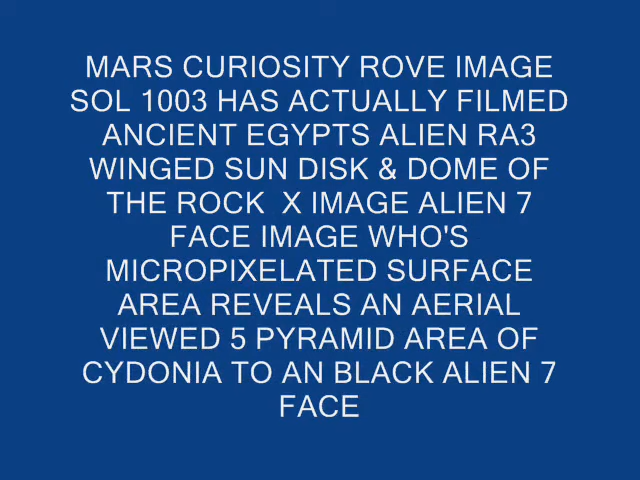 MARS CURIOSITY ROVE IMAGE
SOL 1003 HAS ACTUALLY FILMED
ANCIENT EGYPTS ALIEN RA3
WINGED SUN DISK & DOME OF
THE ROCK  X IMAGE ALIEN 7
FACE IMAGE WHO'S
MICROPIXELATED SURFACE
AREA REVEALS AN AERIAL
VIEWED 5 PYRAMID AREA OF
CYDONIA TO AN BLACK ALIEN 7
FACE